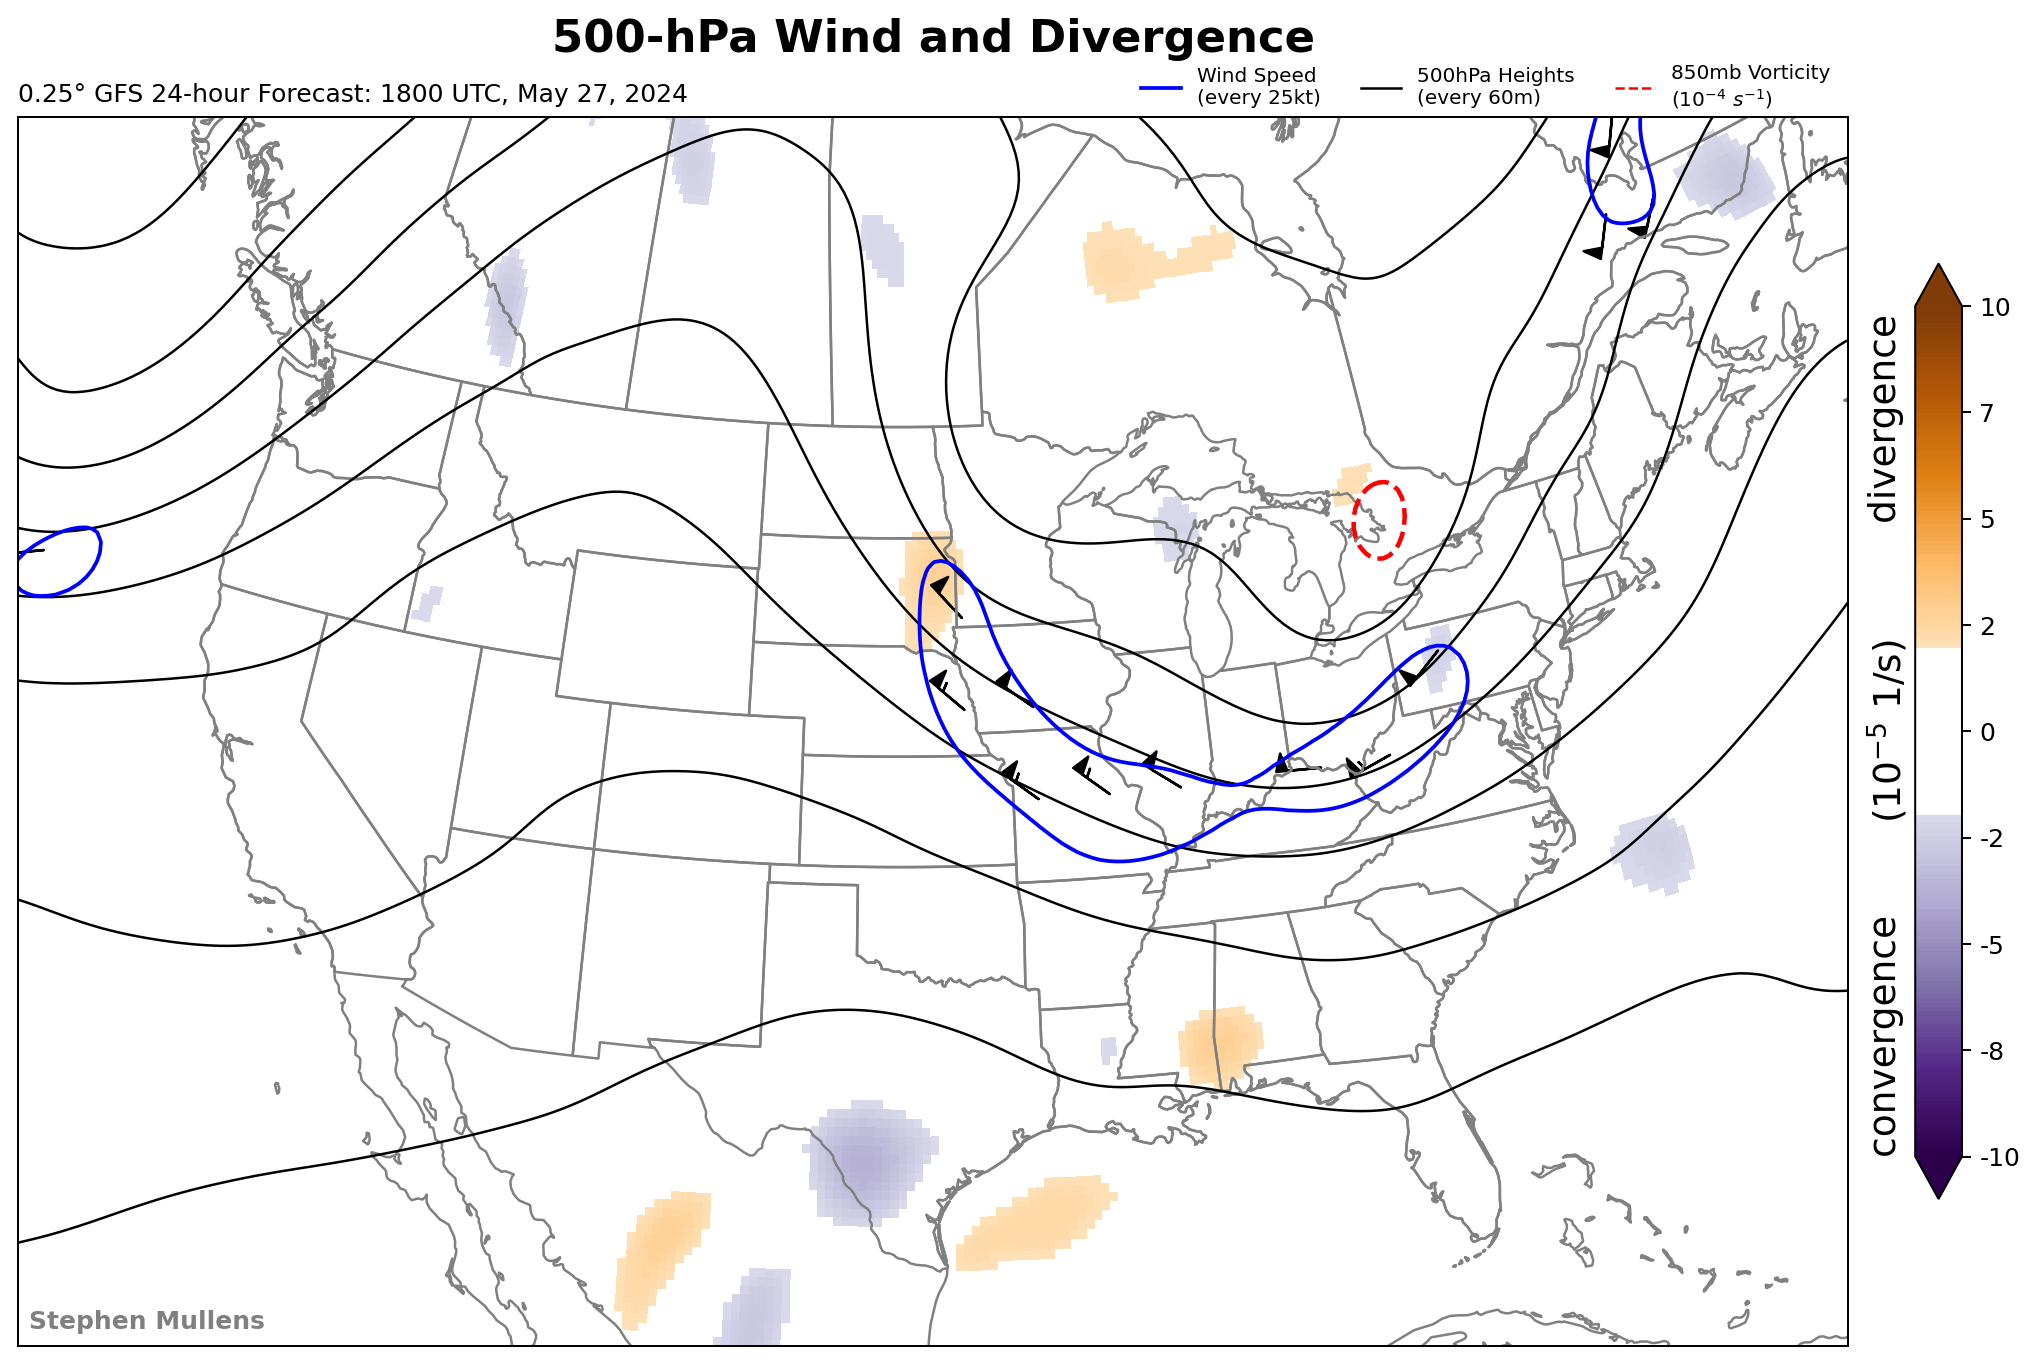 500-hPa Wind and Divergence
0.25° GFS 24-hour Forecast: 1800 UTC, May 27, 2024
Wind Speed
(every 25kt)
500hPa Heights
(every 60m)
850mb Vorticity
(10⁻⁴ s⁻¹)
10
7
5
2
0
-2
-5
-8
-10
convergence (10⁻⁵ 1/s) divergence
Stephen Mullens